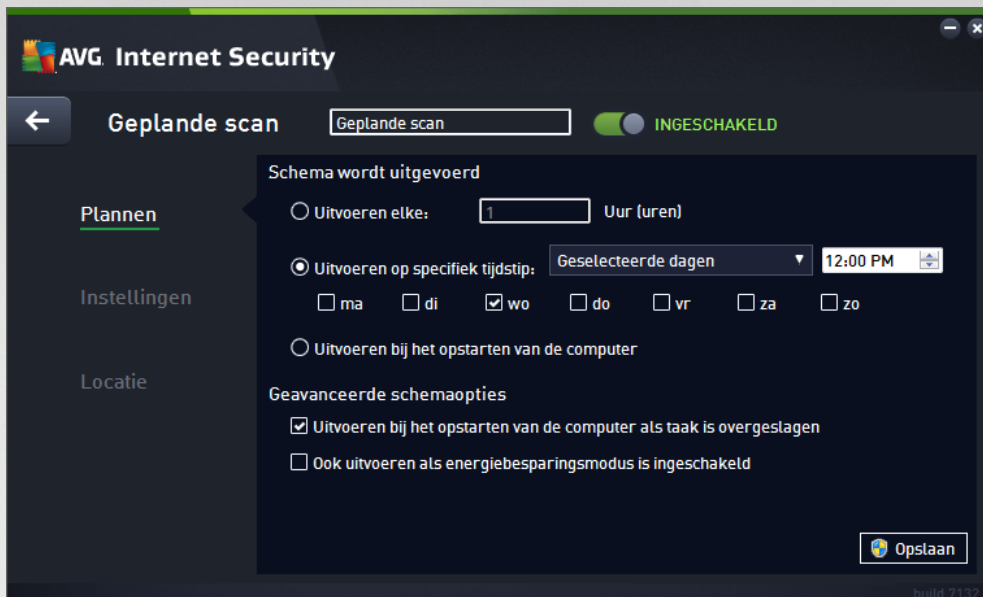 AVG. Internet Security
Geplande scan
Geplande scan
INGESCHAKELD
Schema wordt uitgevoerd
Plannen
Uitvoeren elke: 1 Uur (uren)
Uitvoeren op specifiek tijdstip: Geselecteerde dagen 12:00 PM
ma di wo do vr za zo
Instellingen
Uitvoeren bij het opstarten van de computer
Locatie
Geavanceerde schemaopties
Uitvoeren bij het opstarten van de computer als taak is overgeslagen
Ook uitvoeren als energiebesparingsmodus is ingeschakeld
Opslaan
build 7132